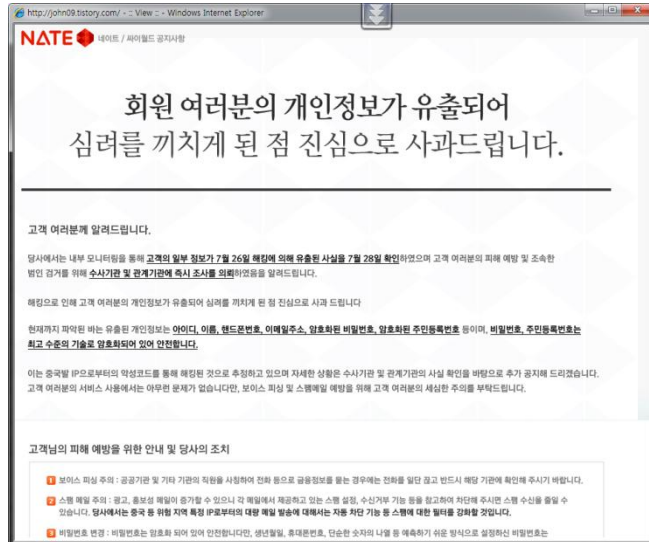 http://john09.tistory.com/ - :: View :: - Windows Internet Explorer
NATE 네이트 / 싸이월드 공지사항
회원 여러분의 개인정보가 유출되어
심려를 끼치게 된 점 진심으로 사과드립니다.
고객 여러분께 알려드립니다.
당사에서는 내부 모니터링을 통해 고객의 일부 정보가 7월 26일 해킹에 의해 유출된 사실을 7월 28일 확인하였으며 고객 여러분의 피해 예방 및 조속한
범인 검거를 위해 수사기관 및 관계기관에 즉시 조사를 의뢰하였음을 알려드립니다.
해킹으로 인해 고객 여러분의 개인정보가 유출되어 심려를 끼치게 된 점 진심으로 사과 드립니다
현재까지 파악된 바는 유출된 개인정보는 아이디, 이름, 핸드폰번호, 이메일주소, 암호화된 비밀번호, 암호화된 주민등록번호 등이며, 비밀번호, 주민등록번호는
최고 수준의 기술로 암호화되어 있어 안전합니다.
이는 중국발 IP으로부터의 악성코드를 통해 해킹된 것으로 추정하고 있으며 자세한 상황은 수사기관 및 관계기관의 사실 확인을 바탕으로 추가 공지해 드리겠습니다.
고객 여러분의 서비스 사용에서는 아무런 문제가 없습니다만, 보이스 피싱 및 스팸메일 예방을 위해 고객 여러분의 세심한 주의를 부탁드립니다.
고객님의 피해 예방을 위한 안내 및 당사의 조치
1 보이스 피싱 주의 : 공공기관 및 기타 기관의 직원을 사칭하여 전화 등으로 금융정보를 묻는 경우에는 전화를 일단 끊고 반드시 해당 기관에 확인해 주시기 바랍니다.
2 스팸 메일 주의 : 광고, 홍보성 메일이 증가할 수 있으니 각 메일에서 제공하고 있는 스팸 설정, 수신거부 기능 등을 참고하여 차단해 주시면 스팸 수신을 줄일 수
있습니다. 당사에서는 중국 등 위험 지역 특정 IP로부터의 대량 메일 발송에 대해서는 자동 차단 기능 등 스팸에 대한 필터를 강화할 것입니다.
3 비밀번호 변경 : 비밀번호는 암호화 되어 있어 안전합니다만, 생년월일, 휴대폰번호, 단순한 숫자의 나열 등 예측하기 쉬운 방식으로 설정하신 비밀번호는